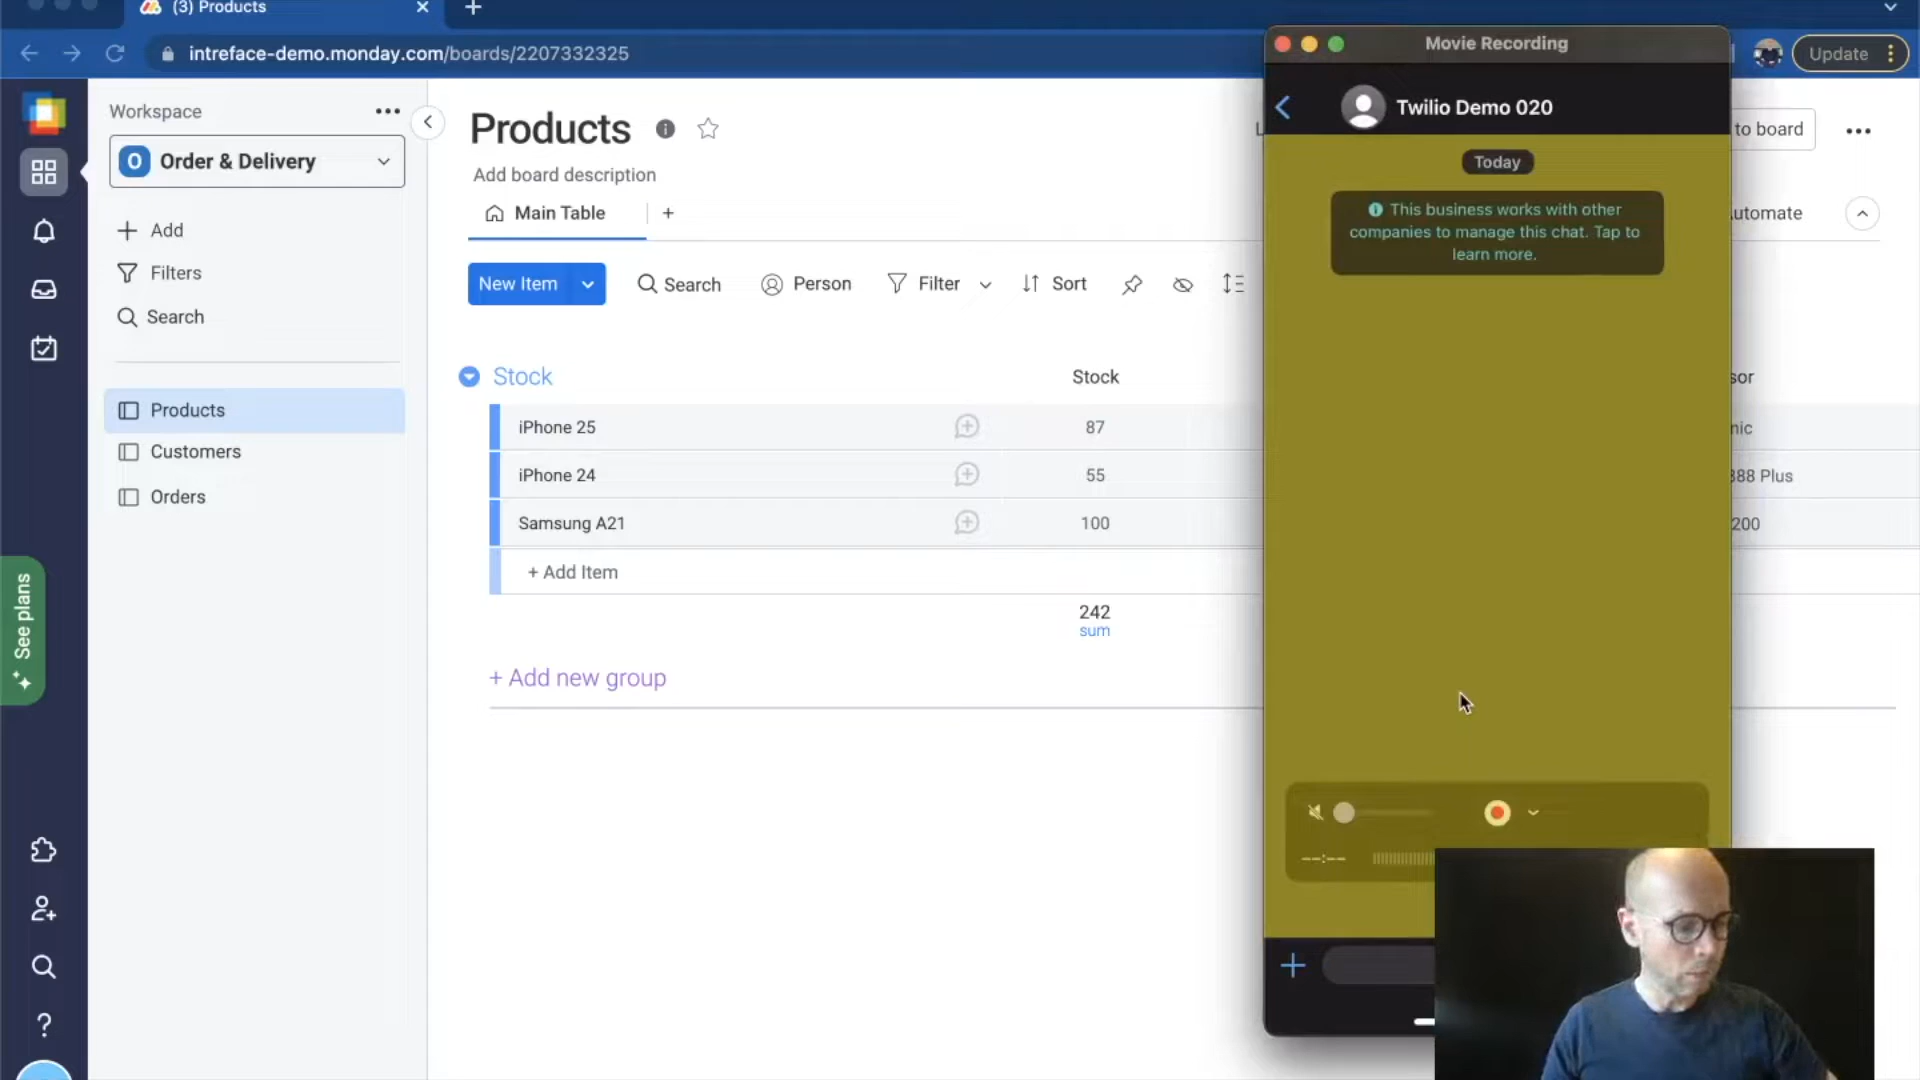 (3) Products
intreface-demo.monday.com/boards/2207332325
Update
Movie Recording
Twilio Demo 020
Today
This business works with other
companies to manage this chat. Tap to
learn more.
--:--
Workspace
O Order & Delivery
Add
Filters
Search
Products
Customers
Orders
See plans
Products
to board
Add board description
Main Table
+
New Item
Search
Person
Filter
Sort
Stock
Stock
iPhone 25
87
iPhone 24
55
388 Plus
Samsung A21
100
200
+ Add Item
242
sum
+ Add new group